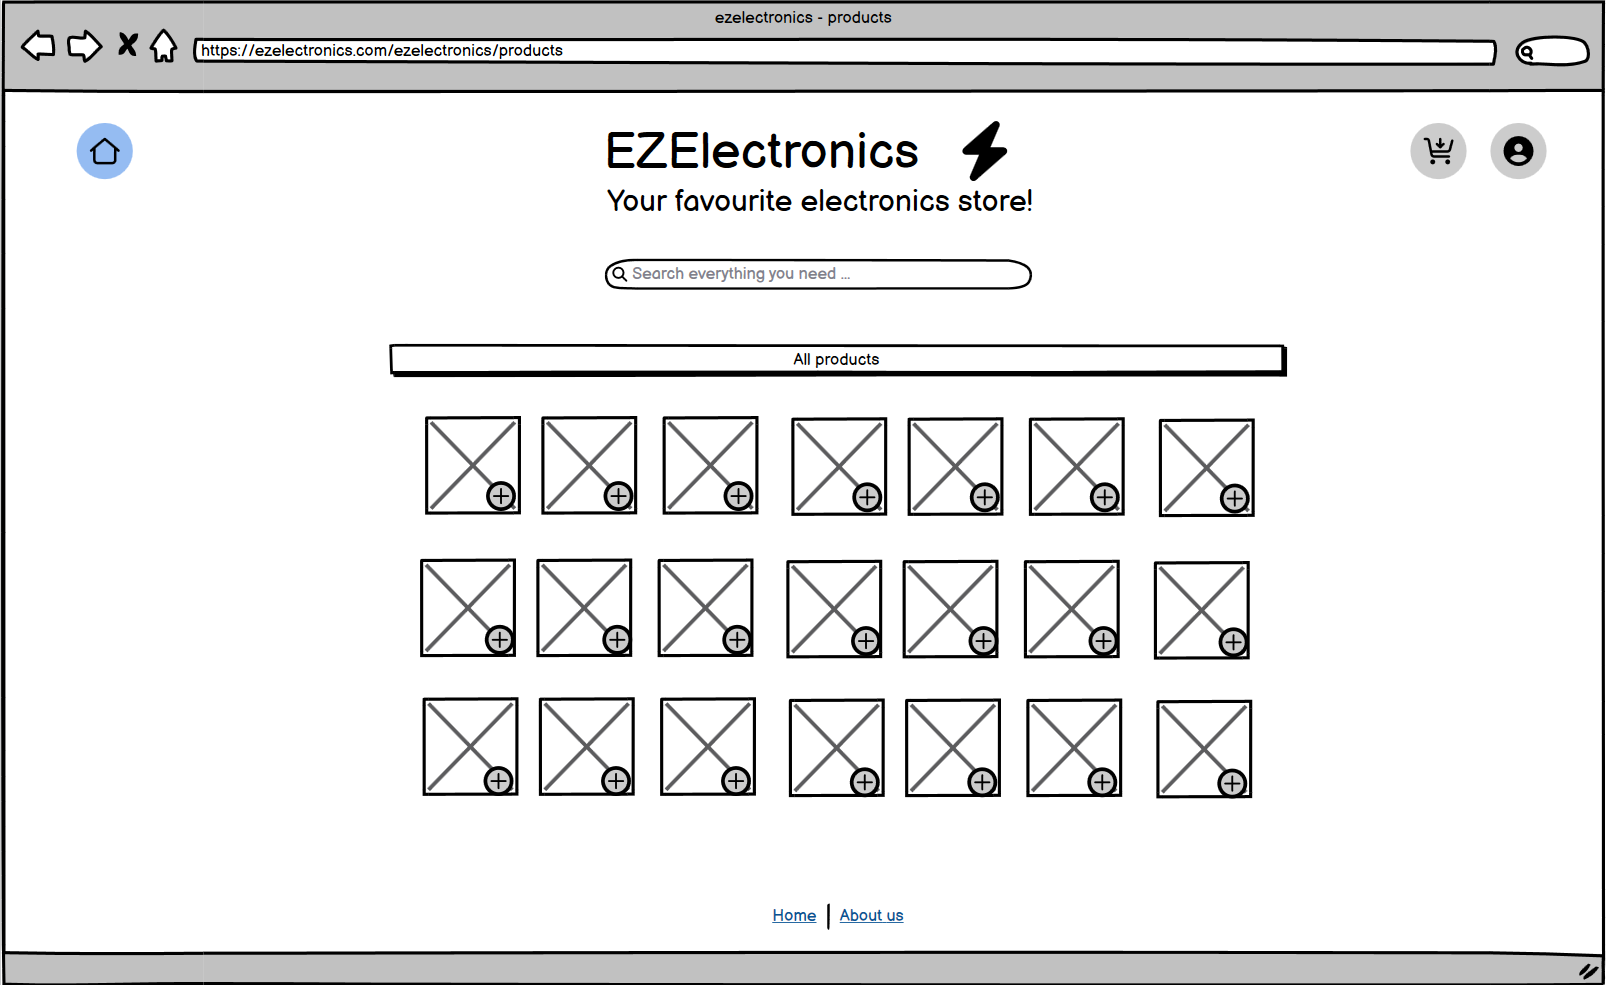 ezelectronics - products
https://ezelectronics.com/ezelectronics/products
EZElectronics
Your favourite electronics store!
Search everything you need ...
All products
Home
About us